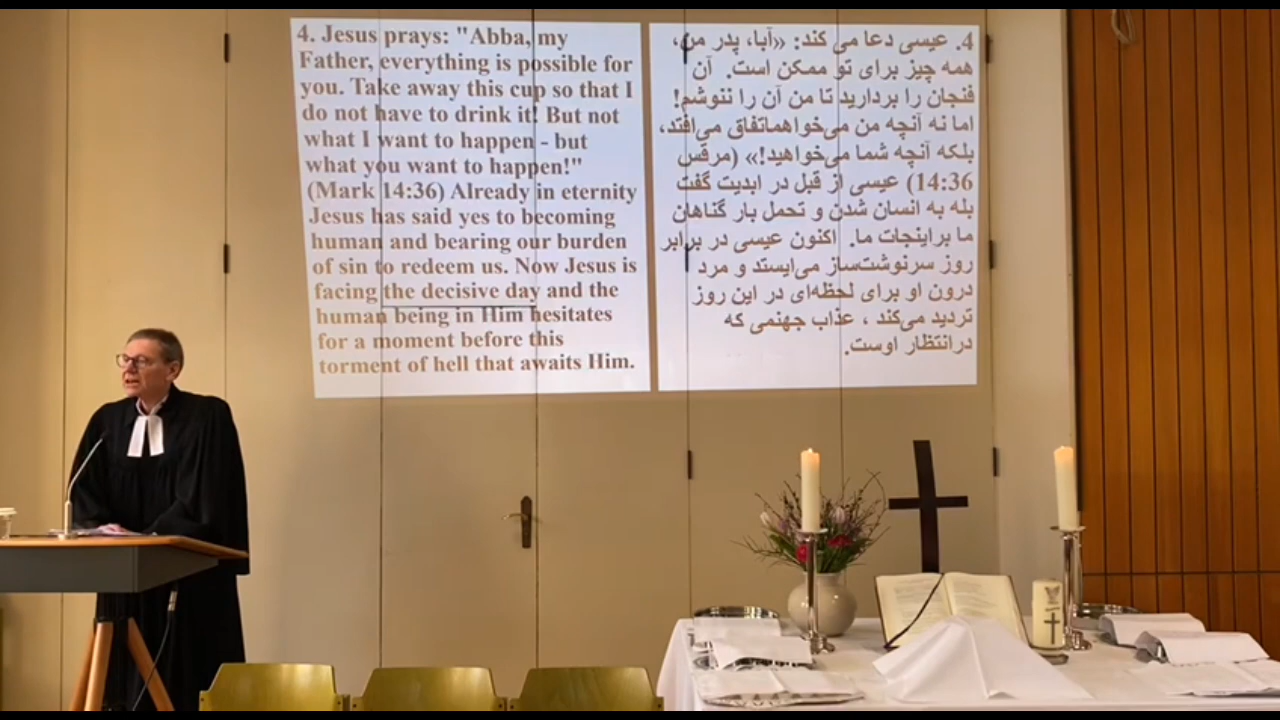 4. Jesus prays: "Abba, my
Father, everything is possible for
you. Take away this cup so that I
do not have to drink it! But not
what I want to happen - but
what you want to happen!"
(Mark 14:36) Already in eternity
Jesus has said yes to becoming
human and bearing our burden
of sin to redeem us. Now Jesus is
facing the decisive day and the
human being in Him hesitates
for a moment before this
torment of hell that awaits Him.
4. عیسی دعا می کند: «آبا، پدر من،
همه چیز برای تو ممکن است. آن
فنجان را بردارید تا من آن را ننوشم!
اما نه آنچه من می‌خواهماتفاق می‌افتد،
بلکه آنچه شما می‌خواهید!» (مرقس
14:36) عیسی از قبل در ابدیت گفت
بله به انسان شدن و تحمل بار گناهان
ما براینجات ما. اکنون عیسی در برابر
روز سرنوشت‌ساز می‌ایستد و مرد
درون او برای لحظه‌ای در این روز
تردید می‌کند ، عذاب جهنمی که
درانتظار اوست.